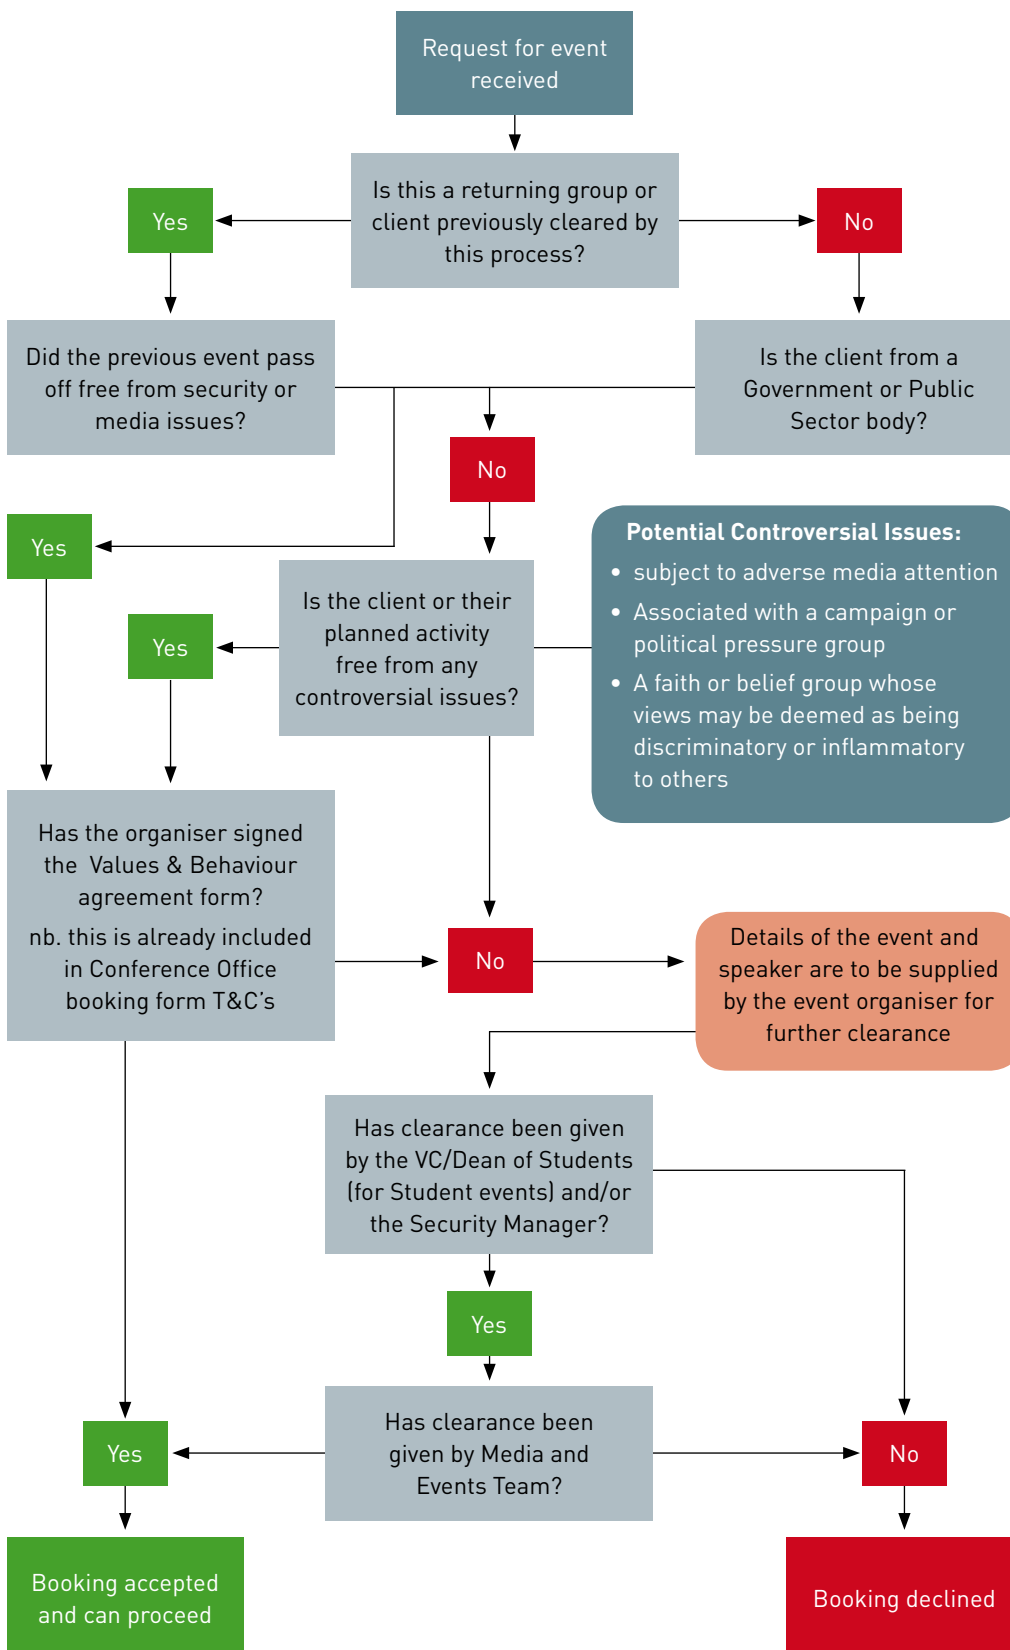 Request for event
received
Is this a returning group or
client previously cleared by
this process?
Yes
No
Did the previous event pass
off free from security or
media issues?
Is the client from a
Government or Public
Sector body?
No
Yes
Potential Controversial Issues:
• subject to adverse media attention
• Associated with a campaign or
political pressure group
• A faith or belief group whose
views may be deemed as being
discriminatory or inflammatory
to others
Is the client or their
planned activity
free from any
controversial issues?
Yes
Has the organiser signed
the Values & Behaviour
agreement form?
nb. this is already included
in Conference Office
booking form T&C's
No
Details of the event and
speaker are to be supplied
by the event organiser for
further clearance
Has clearance been given
by the VC/Dean of Students
(for Student events) and/or
the Security Manager?
Yes
Has clearance been
given by Media and
Events Team?
Yes
No
Booking accepted
and can proceed
Booking declined